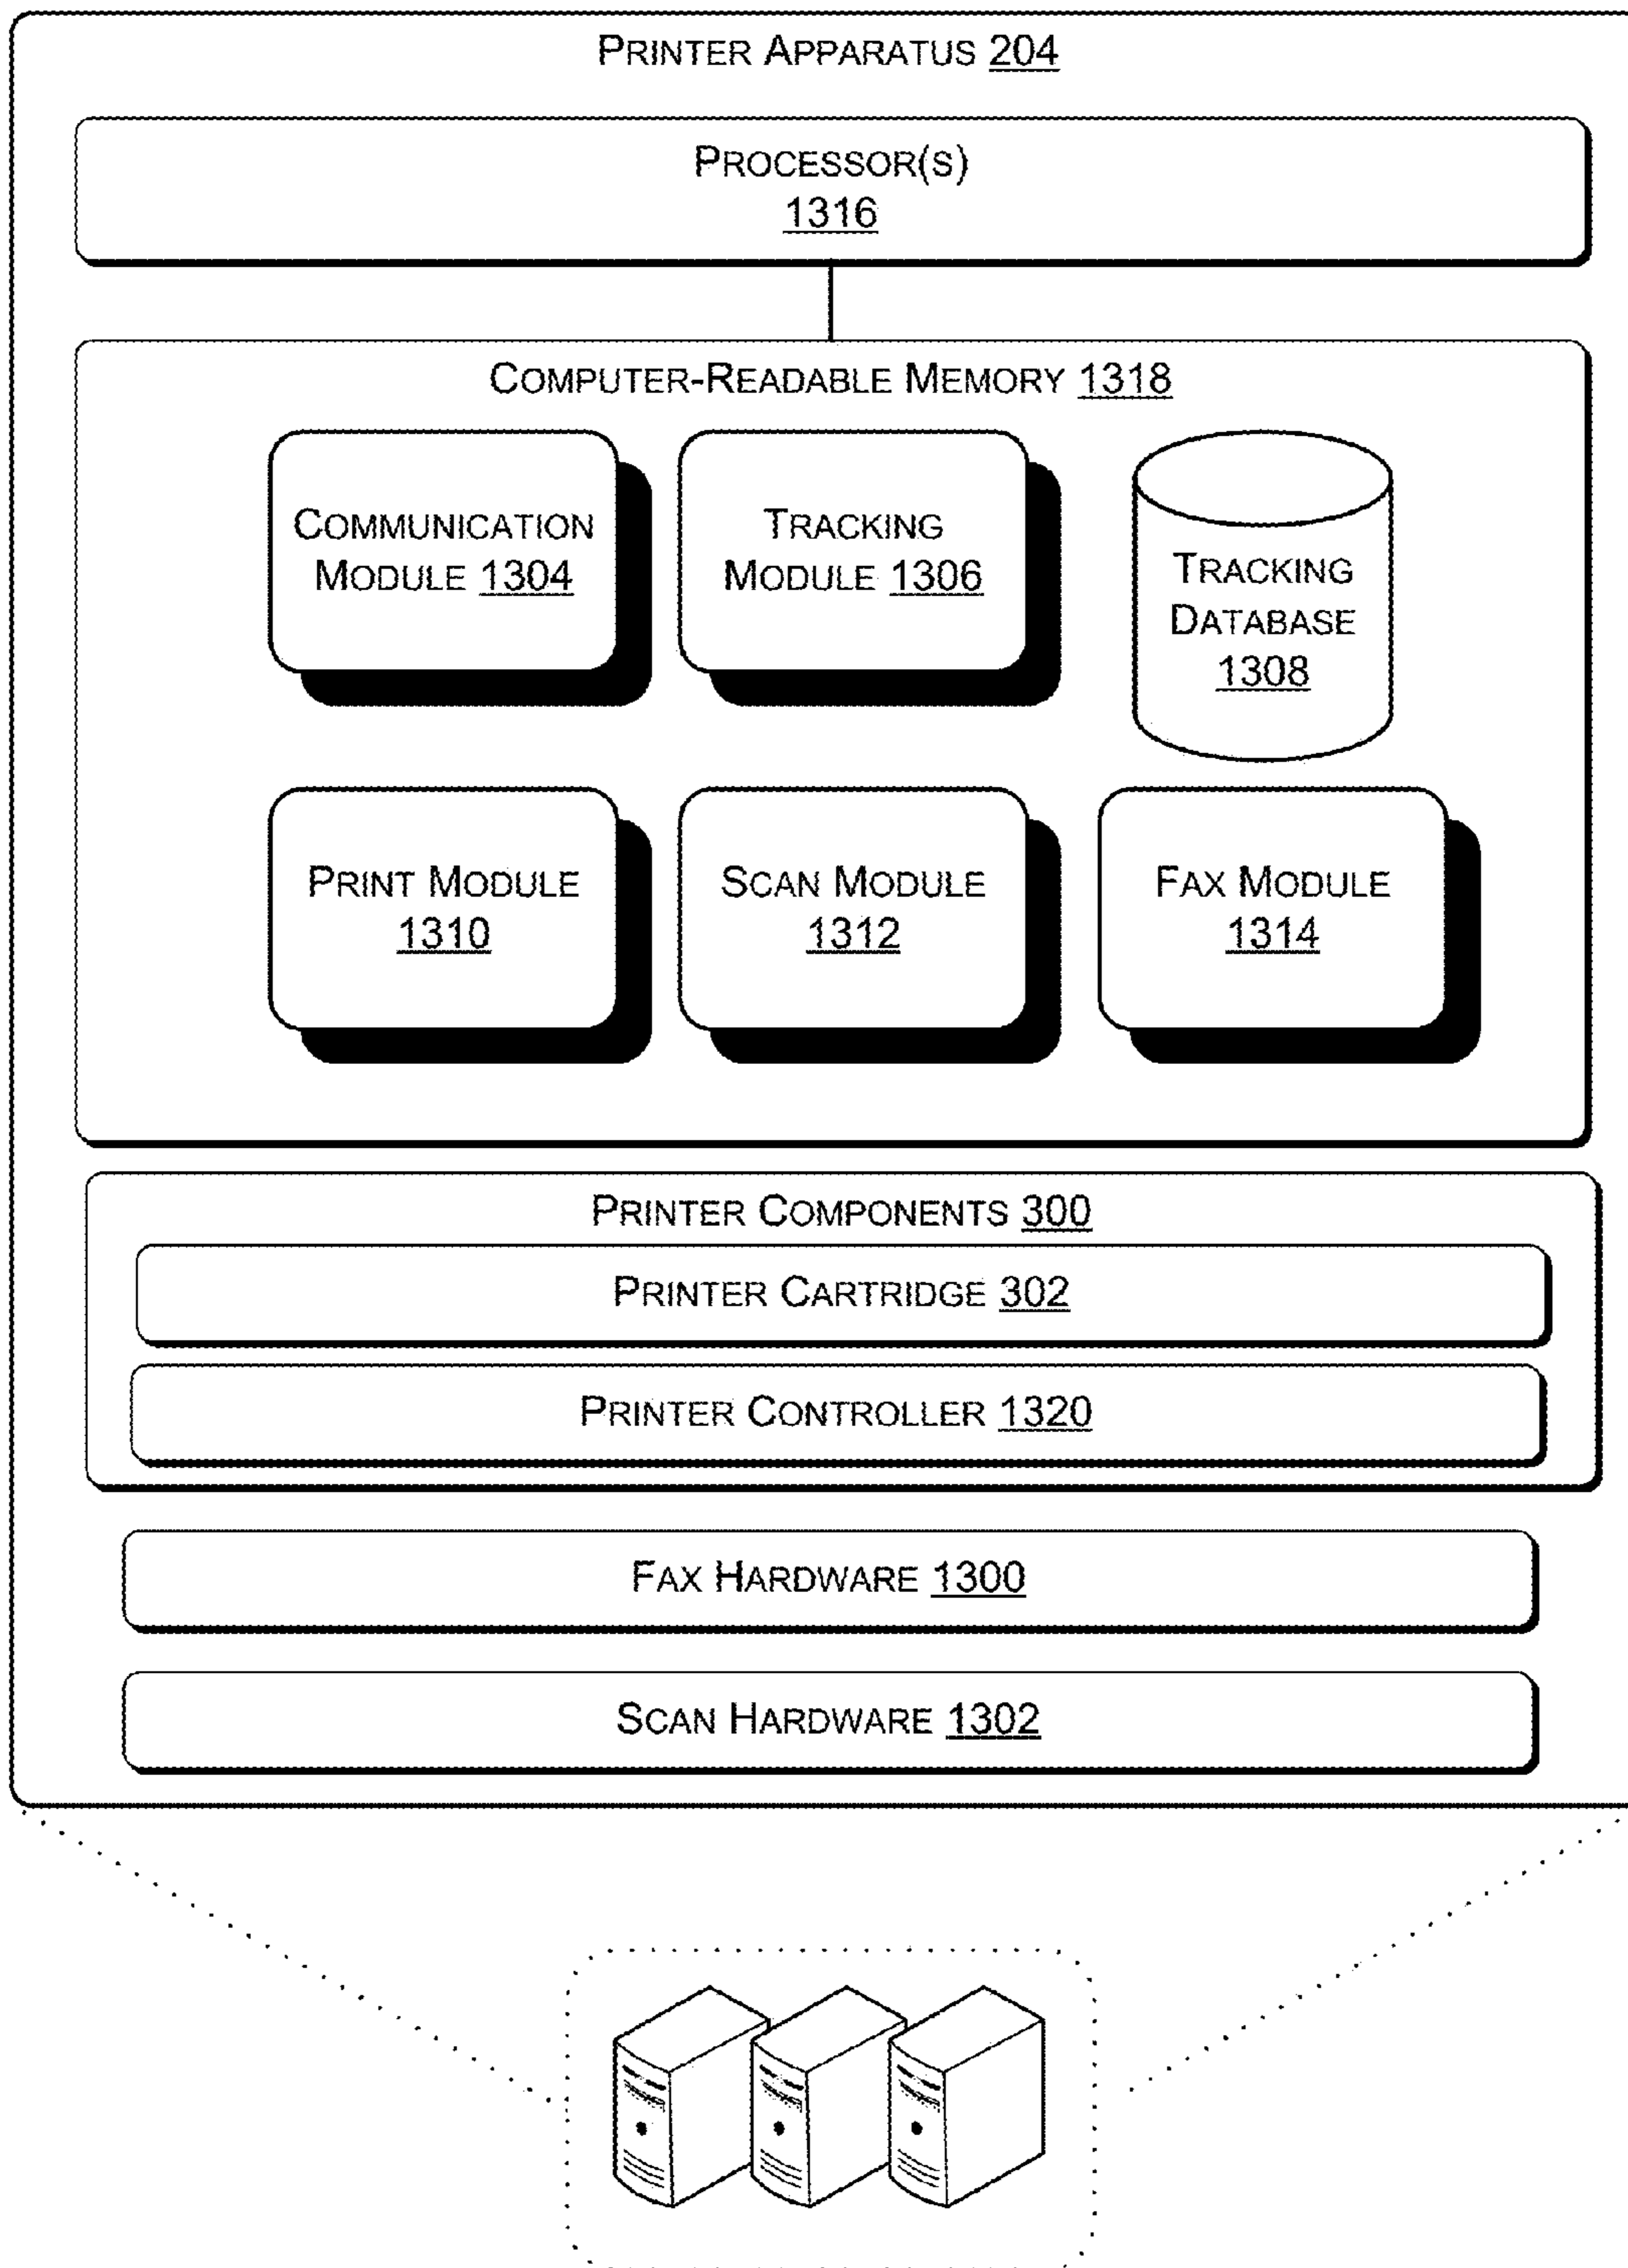 PRINTER APPARATUS 204
PROCESSOR(S)
1316
COMPUTER-READABLE MEMORY 1318
COMMUNICATION
MODULE 1304
TRACKING
MODULE 1306
TRACKING
DATABASE
1308
PRINT MODULE
1310
SCAN MODULE
1312
FAX MODULE
1314
PRINTER COMPONENTS 300
PRINTER CARTRIDGE 302
PRINTER CONTROLLER 1320
FAX HARDWARE 1300
SCAN HARDWARE 1302